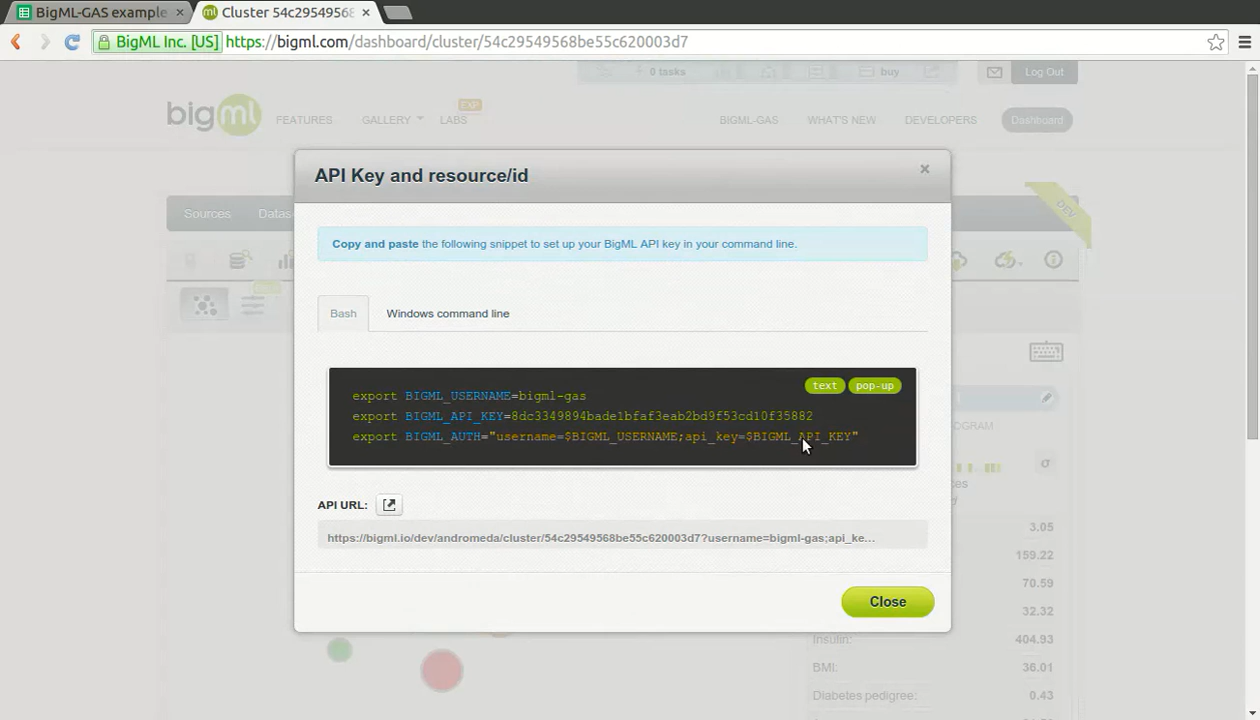 BigML-GAS example
Cluster 54c29549568
BigML Inc. [US]
https://bigml.com/dashboard/cluster/54c29549568be55c620003d7
0 tasks
buy
Log Out
bigml
FEATURES
GALLERY
LABS
BIGML-GAS
WHAT'S NEW
DEVELOPERS
Dashboard
API Key and resource/id
×
Sources
DEV
Copy and paste the following snippet to set up your BigML API key in your command line.
Bash
Windows command line
text
pop-up
export BIGML_USERNAME=bigml-gas
export BIGML_API_KEY=8dc3349894bade1bfaf3eab2bd9f53cd10f35882
export BIGML_AUTH="username=$BIGML_USERNAME;api_key=$BIGML_API_KEY"
σ
API URL:
https://bigml.io/dev/andromeda/cluster/54c29549568be55c620003d7?username=bigml-gas;api_ke...
3.05
159.22
70.59
32.32
Close
Insulin:
404.93
BMI:
36.01
Diabetes pedigree:
0.43